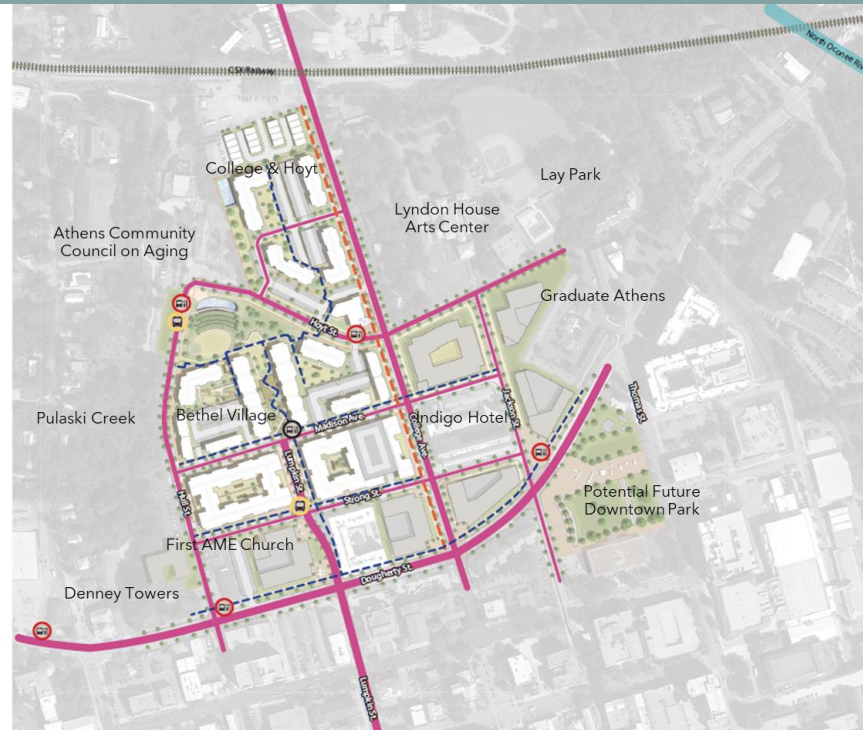 North Oconee Riv
CSX Railway
College & Hoyt
Lay Park
Lyndon House
Arts Center
Athens Community
Council on Aging
Graduate Athens
Hoyt St.
Thomas St.
Jackson St.
Pulaski Creek
Bethel Village
Madison Ave.
College Ave.
Indigo Hotel
Lumpkin St.
Hull St.
Strong St.
Potential Future
Downtown Park
First AME Church
Dougherty St.
Denney Towers
Lumpkin St.